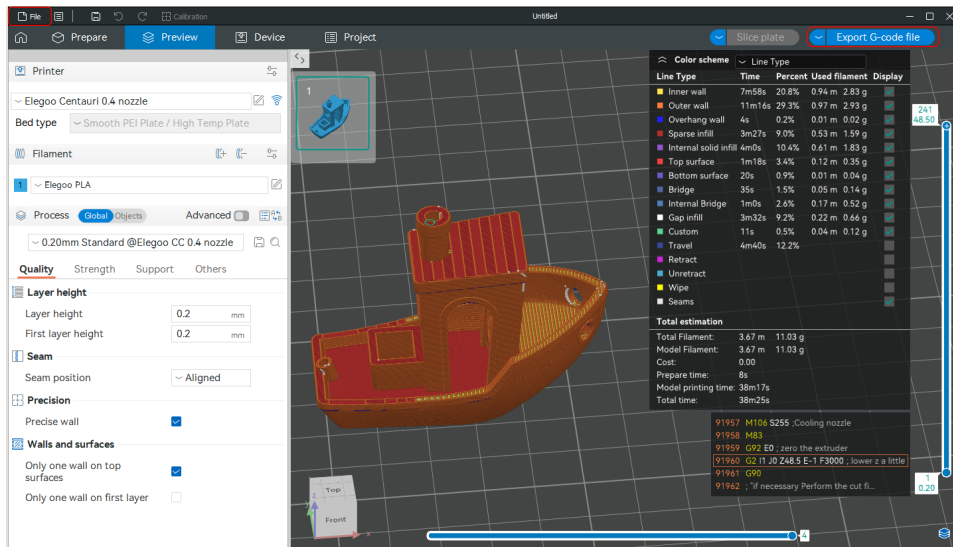 File
Calibration
Untitled
Prepare
Preview
Device
Project
Slice plate
Export G-code file
Printer
Elegoo Centauri 0.4 nozzle
Bed type
Smooth PEI Plate / High Temp Plate
Filament
1 Elegoo PLA
Process Global Objects Advanced
0.20mm Standard @Elegoo CC 0.4 nozzle
Quality Strength Support Others
Layer height
Layer height 0.2 mm
First layer height 0.2 mm
Seam
Seam position Aligned
Precision
Precise wall
Walls and surfaces
Only one wall on top
surfaces
Only one wall on first layer
1
Color scheme Line Type
Line Type Time Percent Used filament Display
Inner wall 7m58s 20.8% 0.94 m 2.83 g
Outer wall 11m16s 29.3% 0.97 m 2.93 g
Overhang wall 4s 0.2% 0.01 m 0.02 g
Sparse infill 3m27s 9.0% 0.53 m 1.59 g
Internal solid infill 4m0s 10.4% 0.61 m 1.83 g
Top surface 1m18s 3.4% 0.12 m 0.35 g
Bottom surface 20s 0.9% 0.01 m 0.04 g
Bridge 35s 1.5% 0.05 m 0.14 g
Internal Bridge 1m0s 2.6% 0.17 m 0.52 g
Gap infill 3m32s 9.2% 0.22 m 0.66 g
Custom 11s 0.5% 0.04 m 0.12 g
Travel 4m40s 12.2%
Retract
Unretract
Wipe
Seams
Total estimation
Total Filament: 3.67 m 11.03 g
Model Filament: 3.67 m 11.03 g
Cost: 0.00
Prepare time: 8s
Model printing time: 38m17s
Total time: 38m25s
241
48.50
91957 M106 S255 ;Cooling nozzle
91958 M83
91959 G92 E0 ; zero the extruder
91960 G2 I1 J0 Z48.5 E-1 F3000 ; lower z a little
91961 G90
91962 ; "if necessary Perform the cut fi...
1
0.20
Top
Front
z
y
x
4